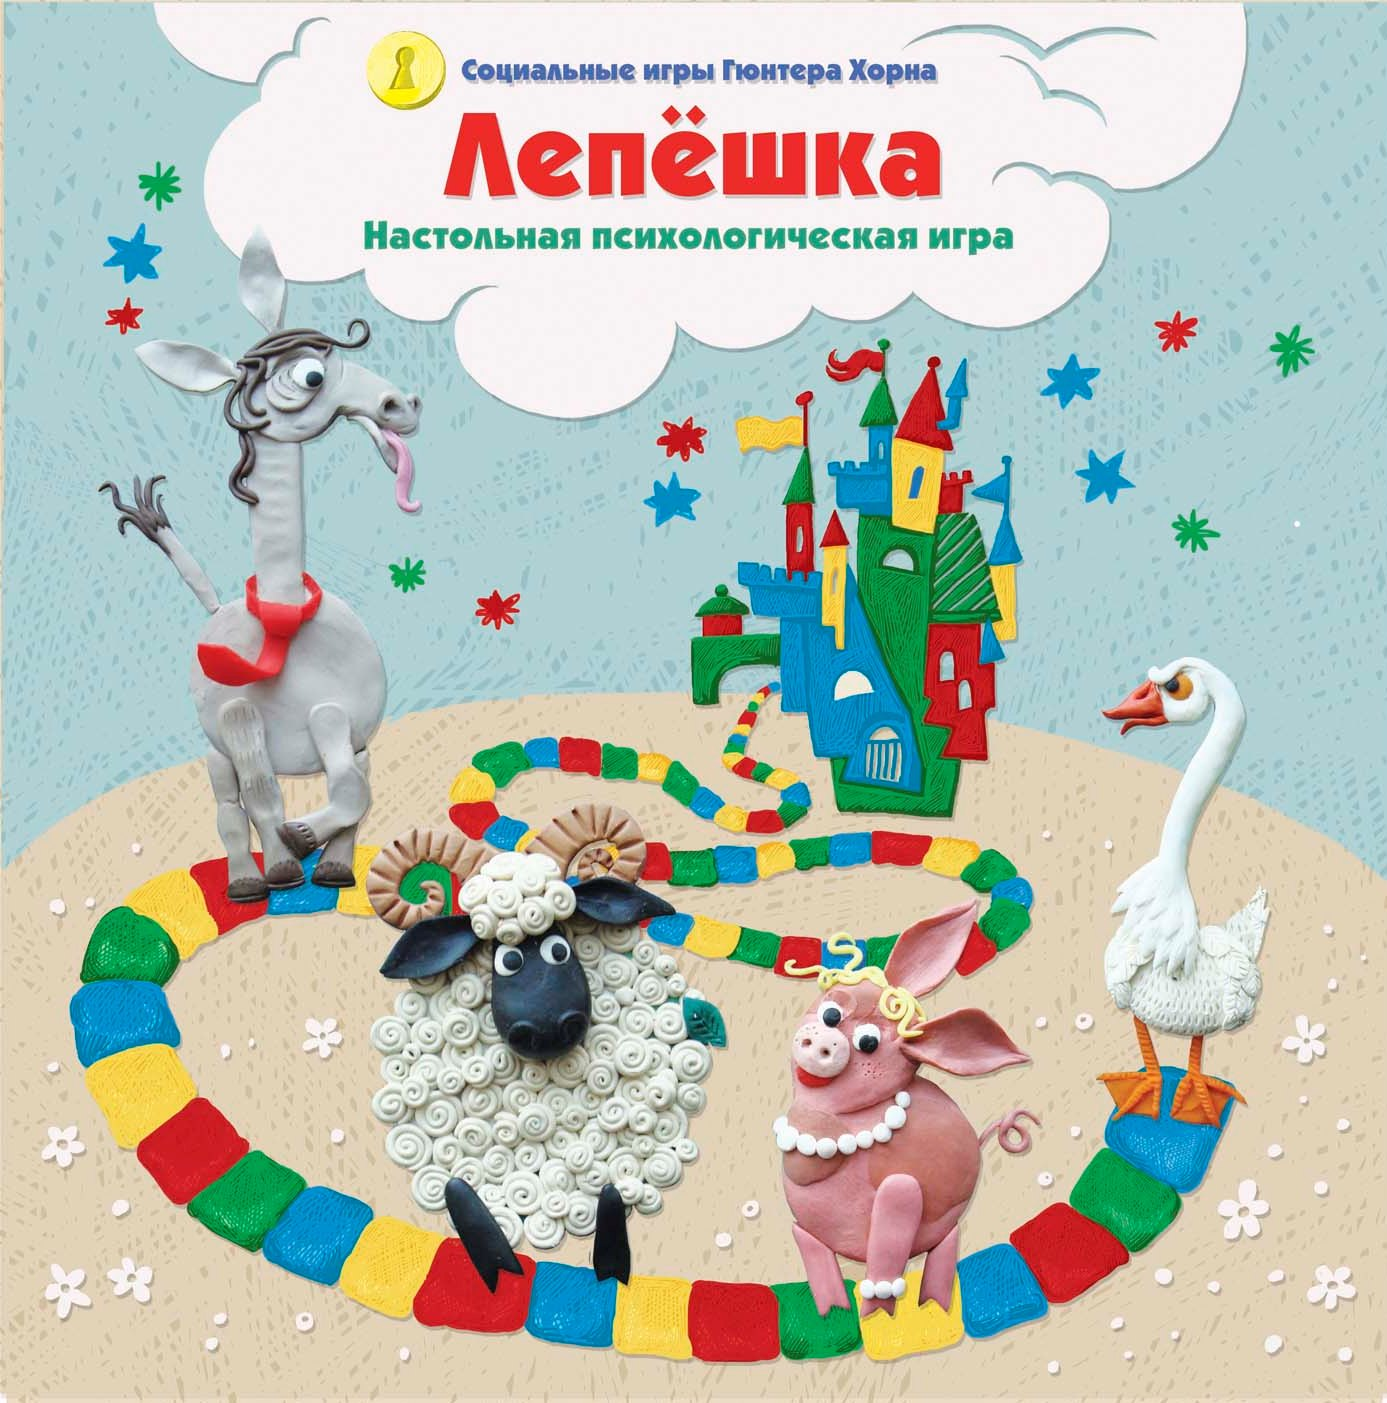 Социальные игры Гюнтера Хорна
Лепёшка
Настольная психологическая игра